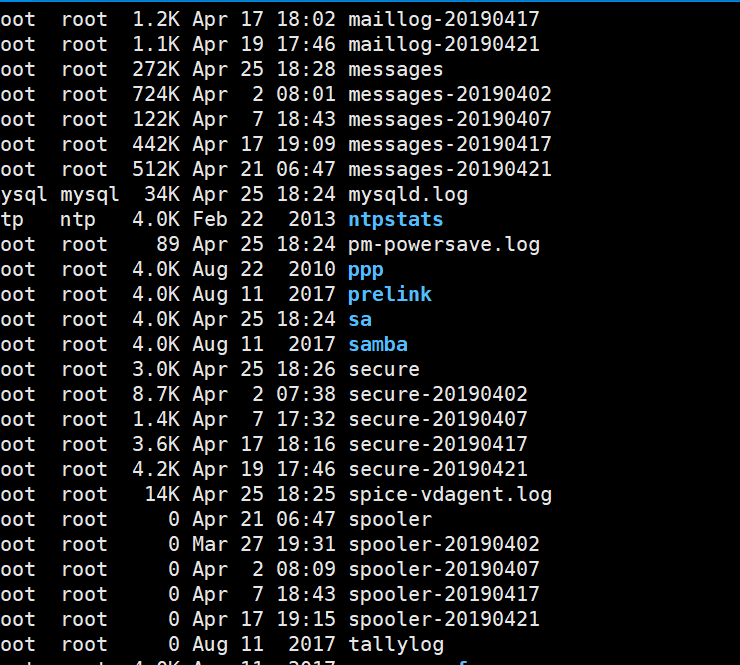 oot root 1.2K Apr 17 18:02 maillog-20190417
oot root 1.1K Apr 19 17:46 maillog-20190421
oot root 272K Apr 25 18:28 messages
oot root 724K Apr 2 08:01 messages-20190402
oot root 122K Apr 7 18:43 messages-20190407
oot root 442K Apr 17 19:09 messages-20190417
oot root 512K Apr 21 06:47 messages-20190421
ysql mysql 34K Apr 25 18:24 mysqld.log
tp ntp 4.0K Feb 22 2013 ntpstats
oot root 89 Apr 25 18:24 pm-powersave.log
oot root 4.0K Aug 22 2010 ppp
oot root 4.0K Aug 11 2017 prelink
oot root 4.0K Apr 25 18:24 sa
oot root 4.0K Aug 11 2017 samba
oot root 3.0K Apr 25 18:26 secure
oot root 8.7K Apr 2 07:38 secure-20190402
oot root 1.4K Apr 7 17:32 secure-20190407
oot root 3.6K Apr 17 18:16 secure-20190417
oot root 4.2K Apr 19 17:46 secure-20190421
oot root 14K Apr 25 18:25 spice-vdagent.log
oot root 0 Apr 21 06:47 spooler
oot root 0 Mar 27 19:31 spooler-20190402
oot root 0 Apr 2 08:09 spooler-20190407
oot root 0 Apr 7 18:43 spooler-20190417
oot root 0 Apr 17 19:15 spooler-20190421
oot root 0 Aug 11 2017 tallylog